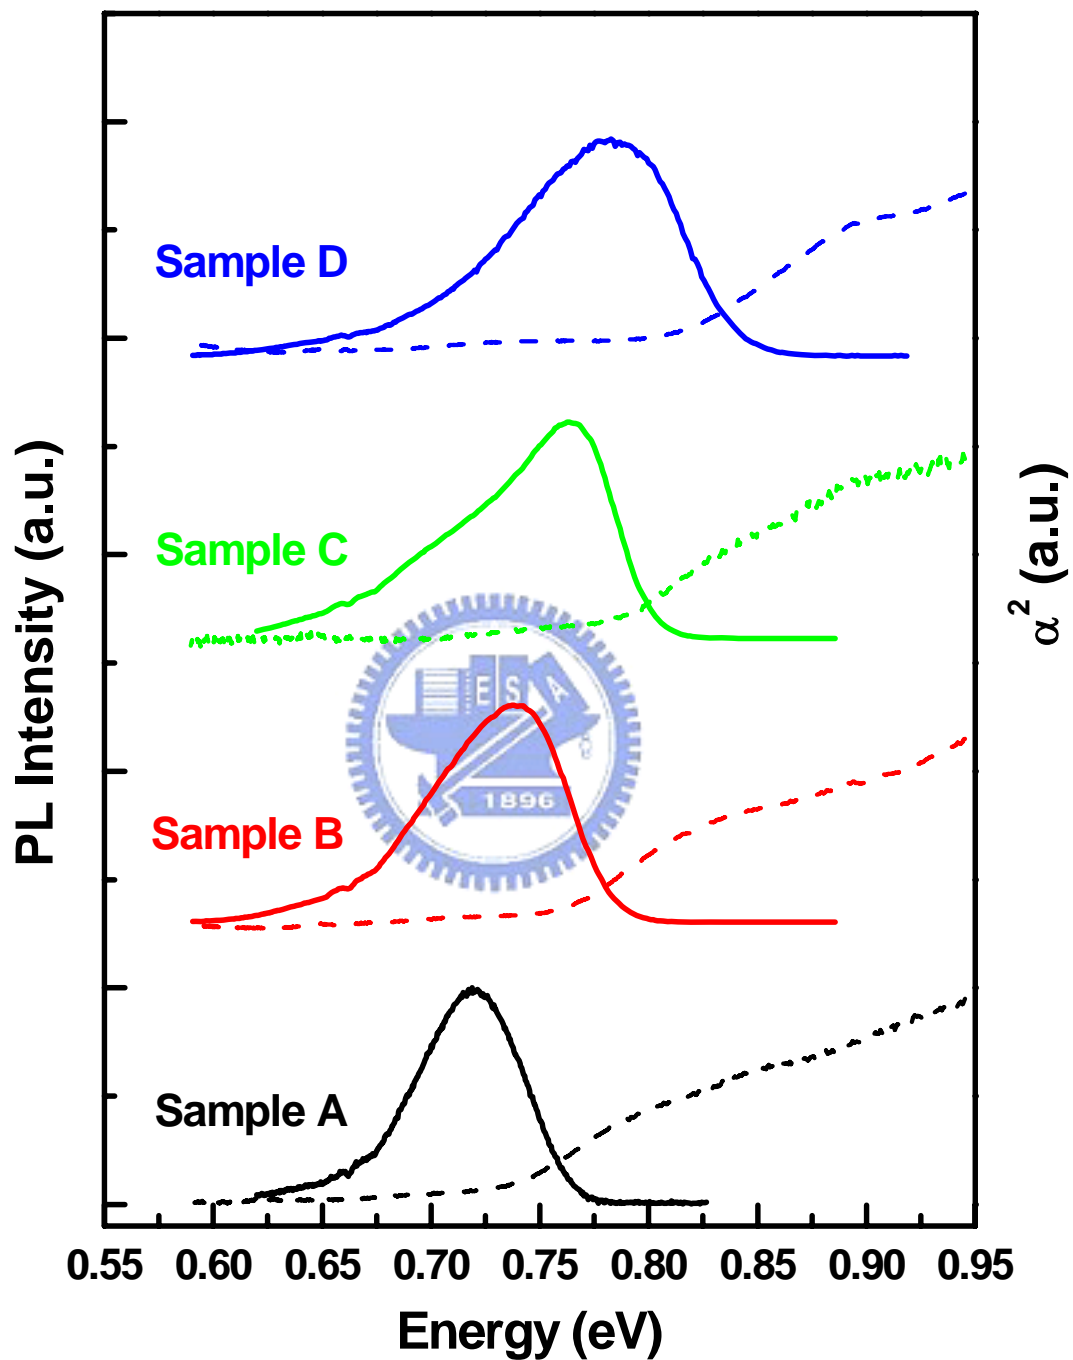 Sample D
Sample C
Sample B
Sample A
PL Intensity (a.u.)
α² (a.u.)
E S A
1896
0.55 0.60 0.65 0.70 0.75 0.80 0.85 0.90 0.95
Energy (eV)